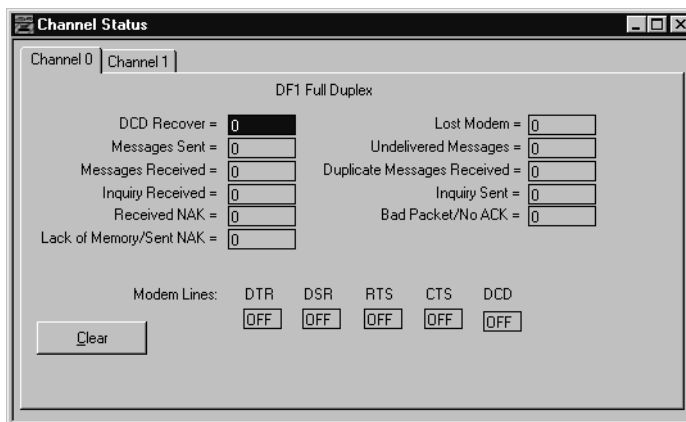 Channel Status
Channel 0 Channel 1
DF1 Full Duplex
DCD Recover = 0 Lost Modem = 0
Messages Sent = 0 Undelivered Messages = 0
Messages Received = 0 Duplicate Messages Received = 0
Inquiry Received = 0 Inquiry Sent = 0
Received NAK = 0 Bad Packet/No ACK = 0
Lack of Memory/Sent NAK = 0
Modem Lines: DTR DSR RTS CTS DCD
OFF OFF OFF OFF OFF
Clear